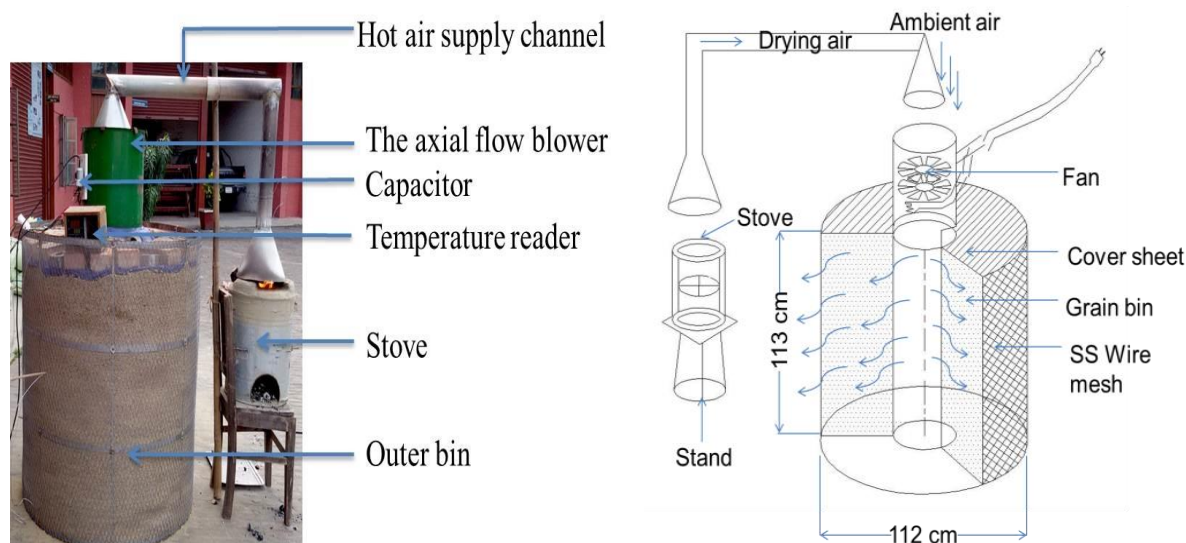 Hot air supply channel
The axial flow blower
Capacitor
Temperature reader
Stove
Outer bin
Ambient air
Drying air
Fan
Stove
Cover sheet
Grain bin
113 cm
SS Wire
mesh
Stand
112 cm